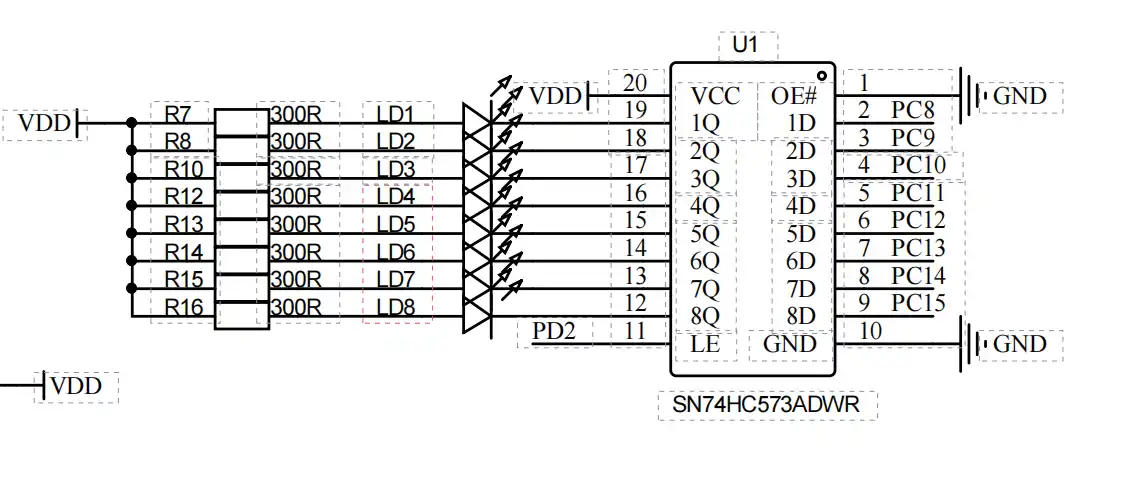 U1
20
VDD
VCC
OE#
1
GND
VDD
R7
300R
LD1
19
1Q
1D
2
PC8
R8
300R
LD2
18
2Q
2D
3
PC9
R10
300R
LD3
17
3Q
3D
4
PC10
R12
300R
LD4
16
4Q
4D
5
PC11
R13
300R
LD5
15
5Q
5D
6
PC12
R14
300R
LD6
14
6Q
6D
7
PC13
R15
300R
LD7
13
7Q
7D
8
PC14
R16
300R
LD8
12
8Q
8D
9
PC15
PD2
11
LE
GND
10
GND
VDD
SN74HC573ADWR